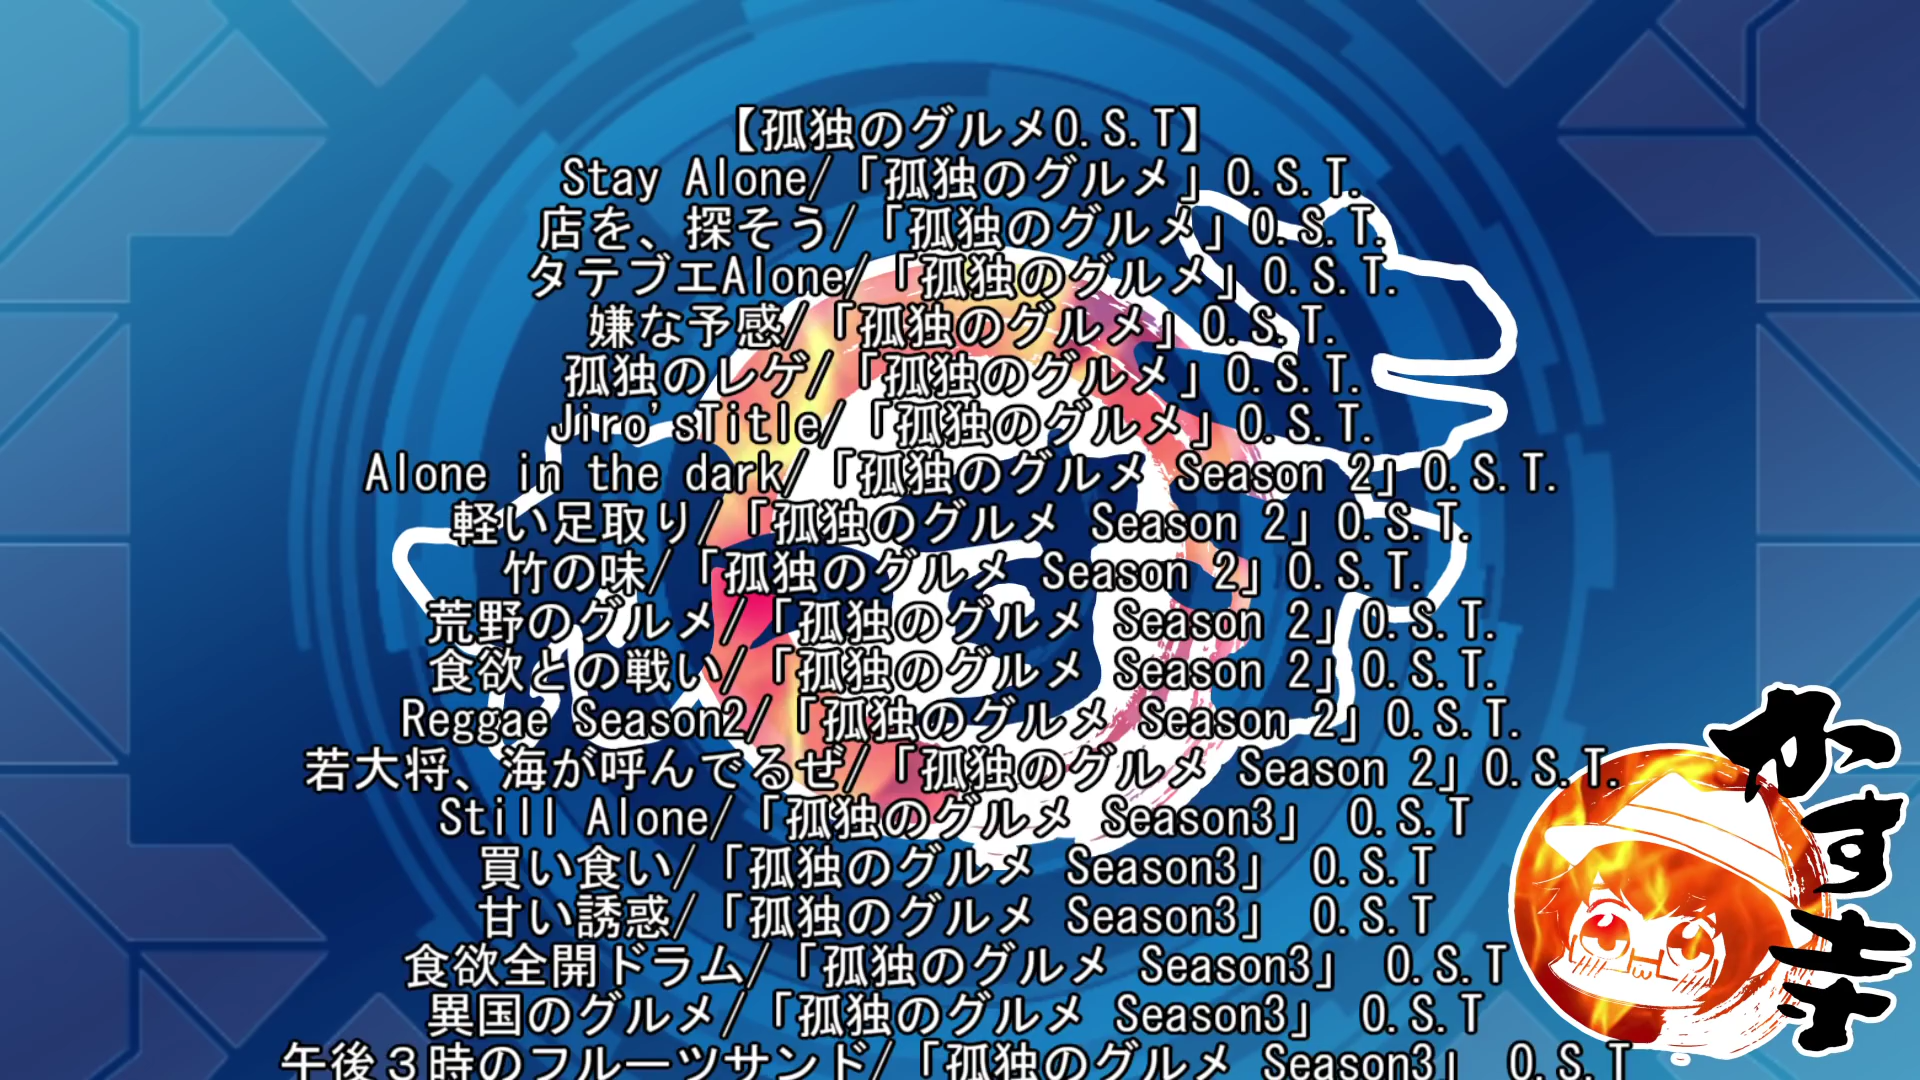 【孤独のグルメO.S.T】
Stay Alone/「孤独のグルメ」O.S.T.
店を、探そう/「孤独のグルメ」O.S.T.
タテブエAlone/「孤独のグルメ」O.S.T.
嫌な予感/「孤独のグルメ」O.S.T.
孤独のレゲ/「孤独のグルメ」O.S.T.
Jiro'sTitle/「孤独のグルメ」O.S.T.
Alone in the dark/「孤独のグルメ Season 2」O.S.T.
軽い足取り/「孤独のグルメ Season 2」O.S.T.
竹の味/「孤独のグルメ Season 2」O.S.T.
荒野のグルメ/「孤独のグルメ Season 2」O.S.T.
食欲との戦い/「孤独のグルメ Season 2」O.S.T.
Reggae Season2/「孤独のグルメ Season 2」O.S.T.
若大将、海が呼んでるぜ/「孤独のグルメ Season 2」O.S.T.
Still Alone/「孤独のグルメ Season3」 O.S.T
買い食い/「孤独のグルメ Season3」 O.S.T
甘い誘惑/「孤独のグルメ Season3」 O.S.T
食欲全開ドラム/「孤独のグルメ Season3」 O.S.T
異国のグルメ/「孤独のグルメ Season3」 O.S.T
午後３時のフルーツサンド/「孤独のグルメ Season3」 O.S.T
かすキオ